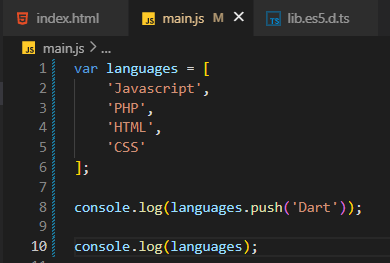 index.html main.js M lib.es5.d.ts
JS main.js > ...
1 var languages = [
2     'Javascript',
3     'PHP',
4     'HTML',
5     'CSS'
6 ];
7
8 console.log(languages.push('Dart'));
9
10 console.log(languages);